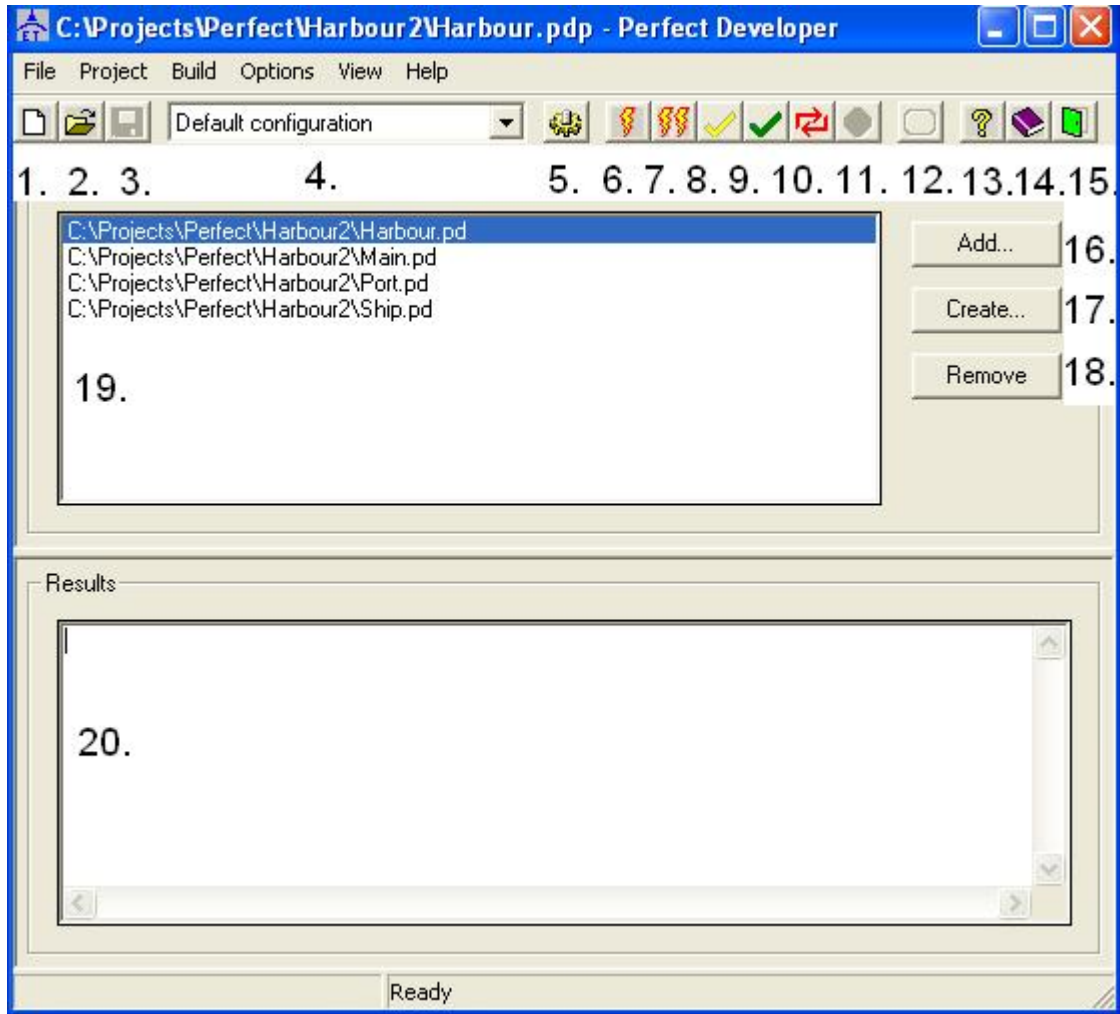 C:\Projects\Perfect\Harbour2\Harbour.pdp - Perfect Developer
File Project Build Options View Help
Default configuration
1. 2. 3. 4. 5. 6. 7. 8. 9. 10. 11. 12. 13. 14. 15.
C:\Projects\Perfect\Harbour2\Harbour.pd
C:\Projects\Perfect\Harbour2\Main.pd
C:\Projects\Perfect\Harbour2\Port.pd
C:\Projects\Perfect\Harbour2\Ship.pd
19.
Add... 16.
Create... 17.
Remove 18.
Results
20.
Ready